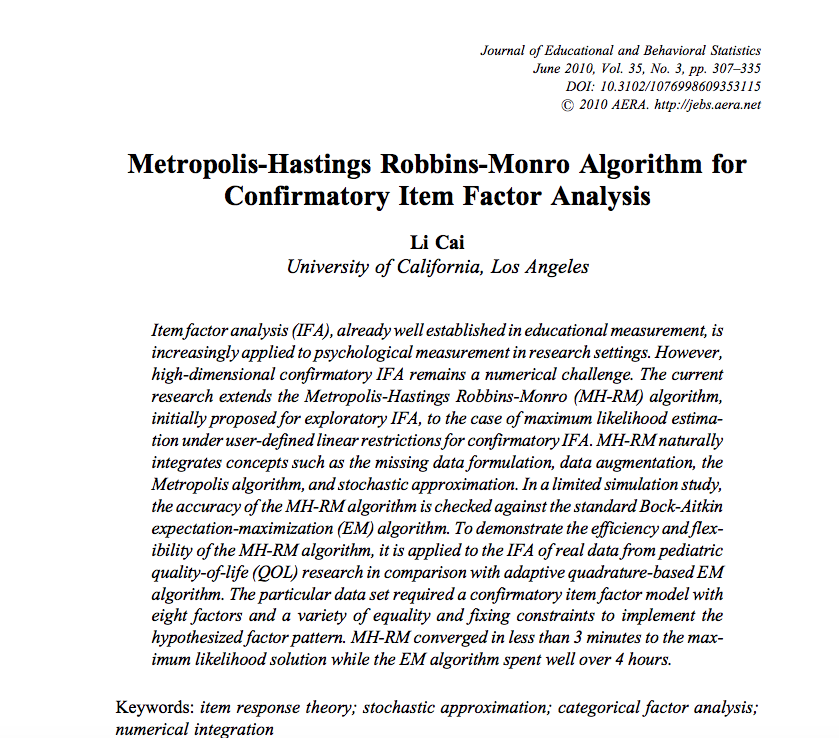 Journal of Educational and Behavioral Statistics
June 2010, Vol. 35, No. 3, pp. 307–335
DOI: 10.3102/1076998609353115
© 2010 AERA. http://jebs.aera.net
Metropolis-Hastings Robbins-Monro Algorithm for
Confirmatory Item Factor Analysis
Li Cai
University of California, Los Angeles
Item factor analysis (IFA), already well established in educational measurement, is
increasingly applied to psychological measurement in research settings. However,
high-dimensional confirmatory IFA remains a numerical challenge. The current
research extends the Metropolis-Hastings Robbins-Monro (MH-RM) algorithm,
initially proposed for exploratory IFA, to the case of maximum likelihood estima-
tion under user-defined linear restrictions for confirmatory IFA. MH-RM naturally
integrates concepts such as the missing data formulation, data augmentation, the
Metropolis algorithm, and stochastic approximation. In a limited simulation study,
the accuracy of the MH-RM algorithm is checked against the standard Bock-Aitkin
expectation-maximization (EM) algorithm. To demonstrate the efficiency and flex-
ibility of the MH-RM algorithm, it is applied to the IFA of real data from pediatric
quality-of-life (QOL) research in comparison with adaptive quadrature-based EM
algorithm. The particular data set required a confirmatory item factor model with
eight factors and a variety of equality and fixing constraints to implement the
hypothesized factor pattern. MH-RM converged in less than 3 minutes to the max-
imum likelihood solution while the EM algorithm spent well over 4 hours.
Keywords: item response theory; stochastic approximation; categorical factor analysis;
numerical integration